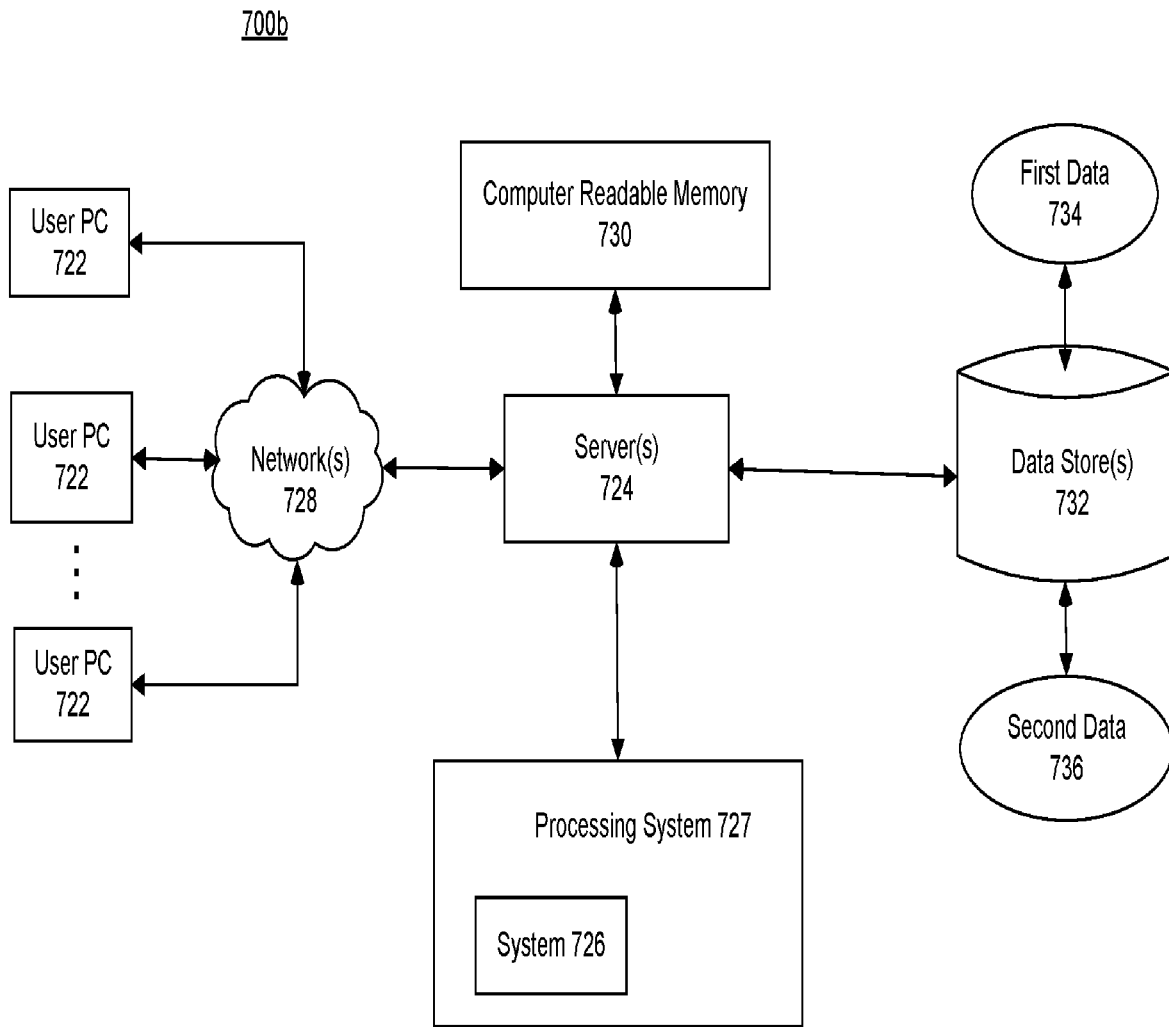 700b
User PC
722
User PC
722
User PC
722
Network(s)
728
Computer Readable Memory
730
Server(s)
724
Processing System 727
System 726
First Data
734
Data Store(s)
732
Second Data
736